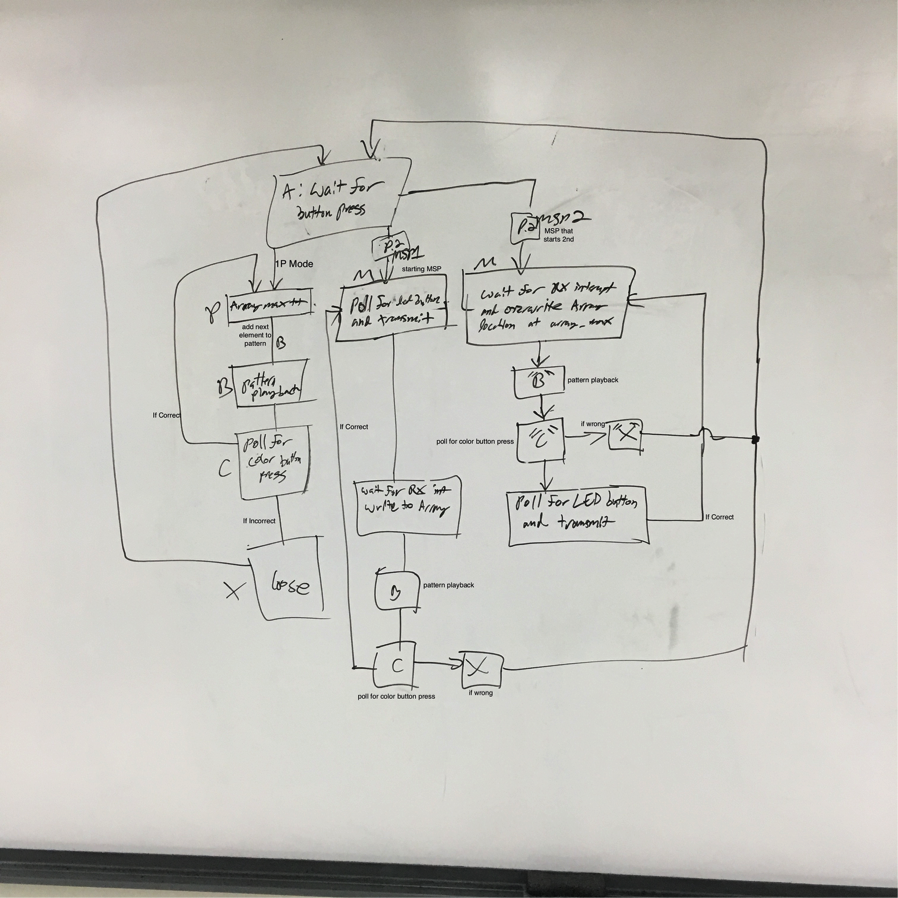 A: Wait for
button press
P.2
msp2
MSP that
starts 2nd
P.2
msp1
1P Mode
M
starting MSP
M
P
Array max++
Poll for led button
and transmit
wait for RX interupt
and overwrite Array
location at array_max
add next
element to
pattern
B
B
pattern
playback
"B"
pattern playback
If Correct
If Correct
C
poll for
color button
press
poll for color button press
"C"
if wrong
"X"
wait for RX int
write to Array
Poll for LED button
and transmit
If Correct
If Incorrect
X
Lose
B
pattern playback
C
X
poll for color button press
if wrong